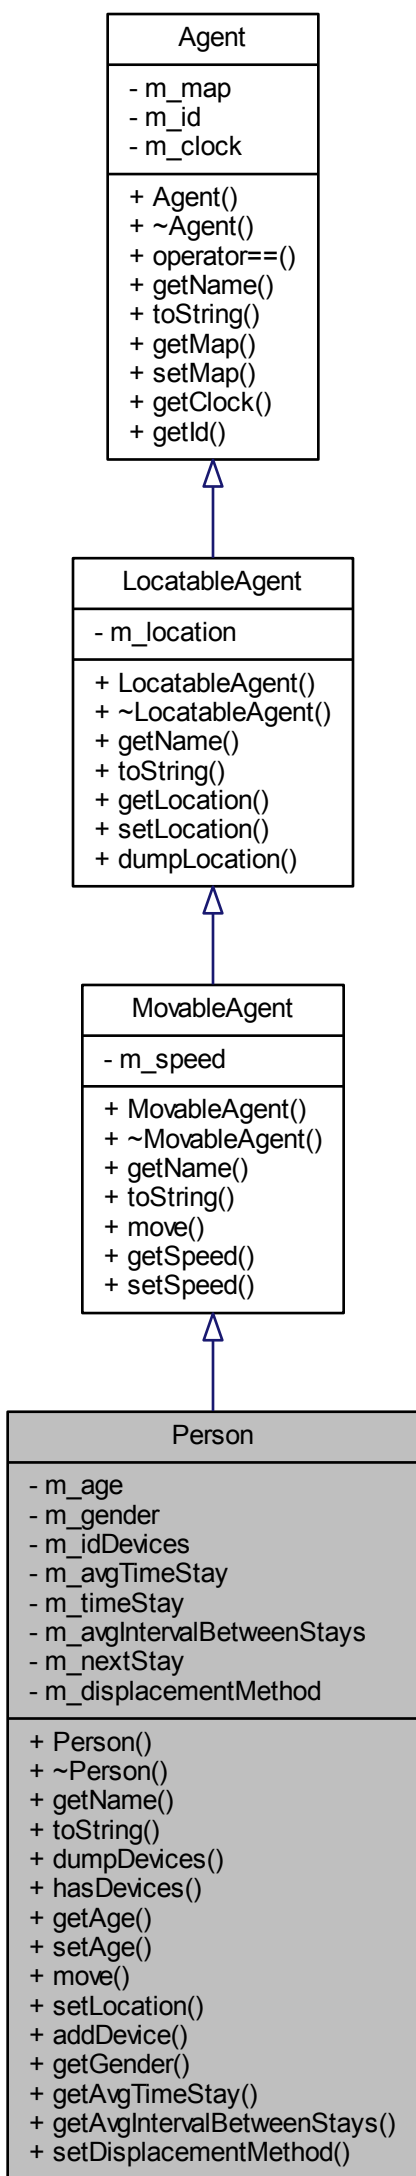 Agent
- m_map
- m_id
- m_clock
+ Agent()
+ ~Agent()
+ operator==()
+ getName()
+ toString()
+ getMap()
+ setMap()
+ getClock()
+ getId()
LocatableAgent
- m_location
+ LocatableAgent()
+ ~LocatableAgent()
+ getName()
+ toString()
+ getLocation()
+ setLocation()
+ dumpLocation()
MovableAgent
- m_speed
+ MovableAgent()
+ ~MovableAgent()
+ getName()
+ toString()
+ move()
+ getSpeed()
+ setSpeed()
Person
- m_age
- m_gender
- m_idDevices
- m_avgTimeStay
- m_timeStay
- m_avgIntervalBetweenStays
- m_nextStay
- m_displacementMethod
+ Person()
+ ~Person()
+ getName()
+ toString()
+ dumpDevices()
+ hasDevices()
+ getAge()
+ setAge()
+ move()
+ setLocation()
+ addDevice()
+ getGender()
+ getAvgTimeStay()
+ getAvgIntervalBetweenStays()
+ setDisplacementMethod()